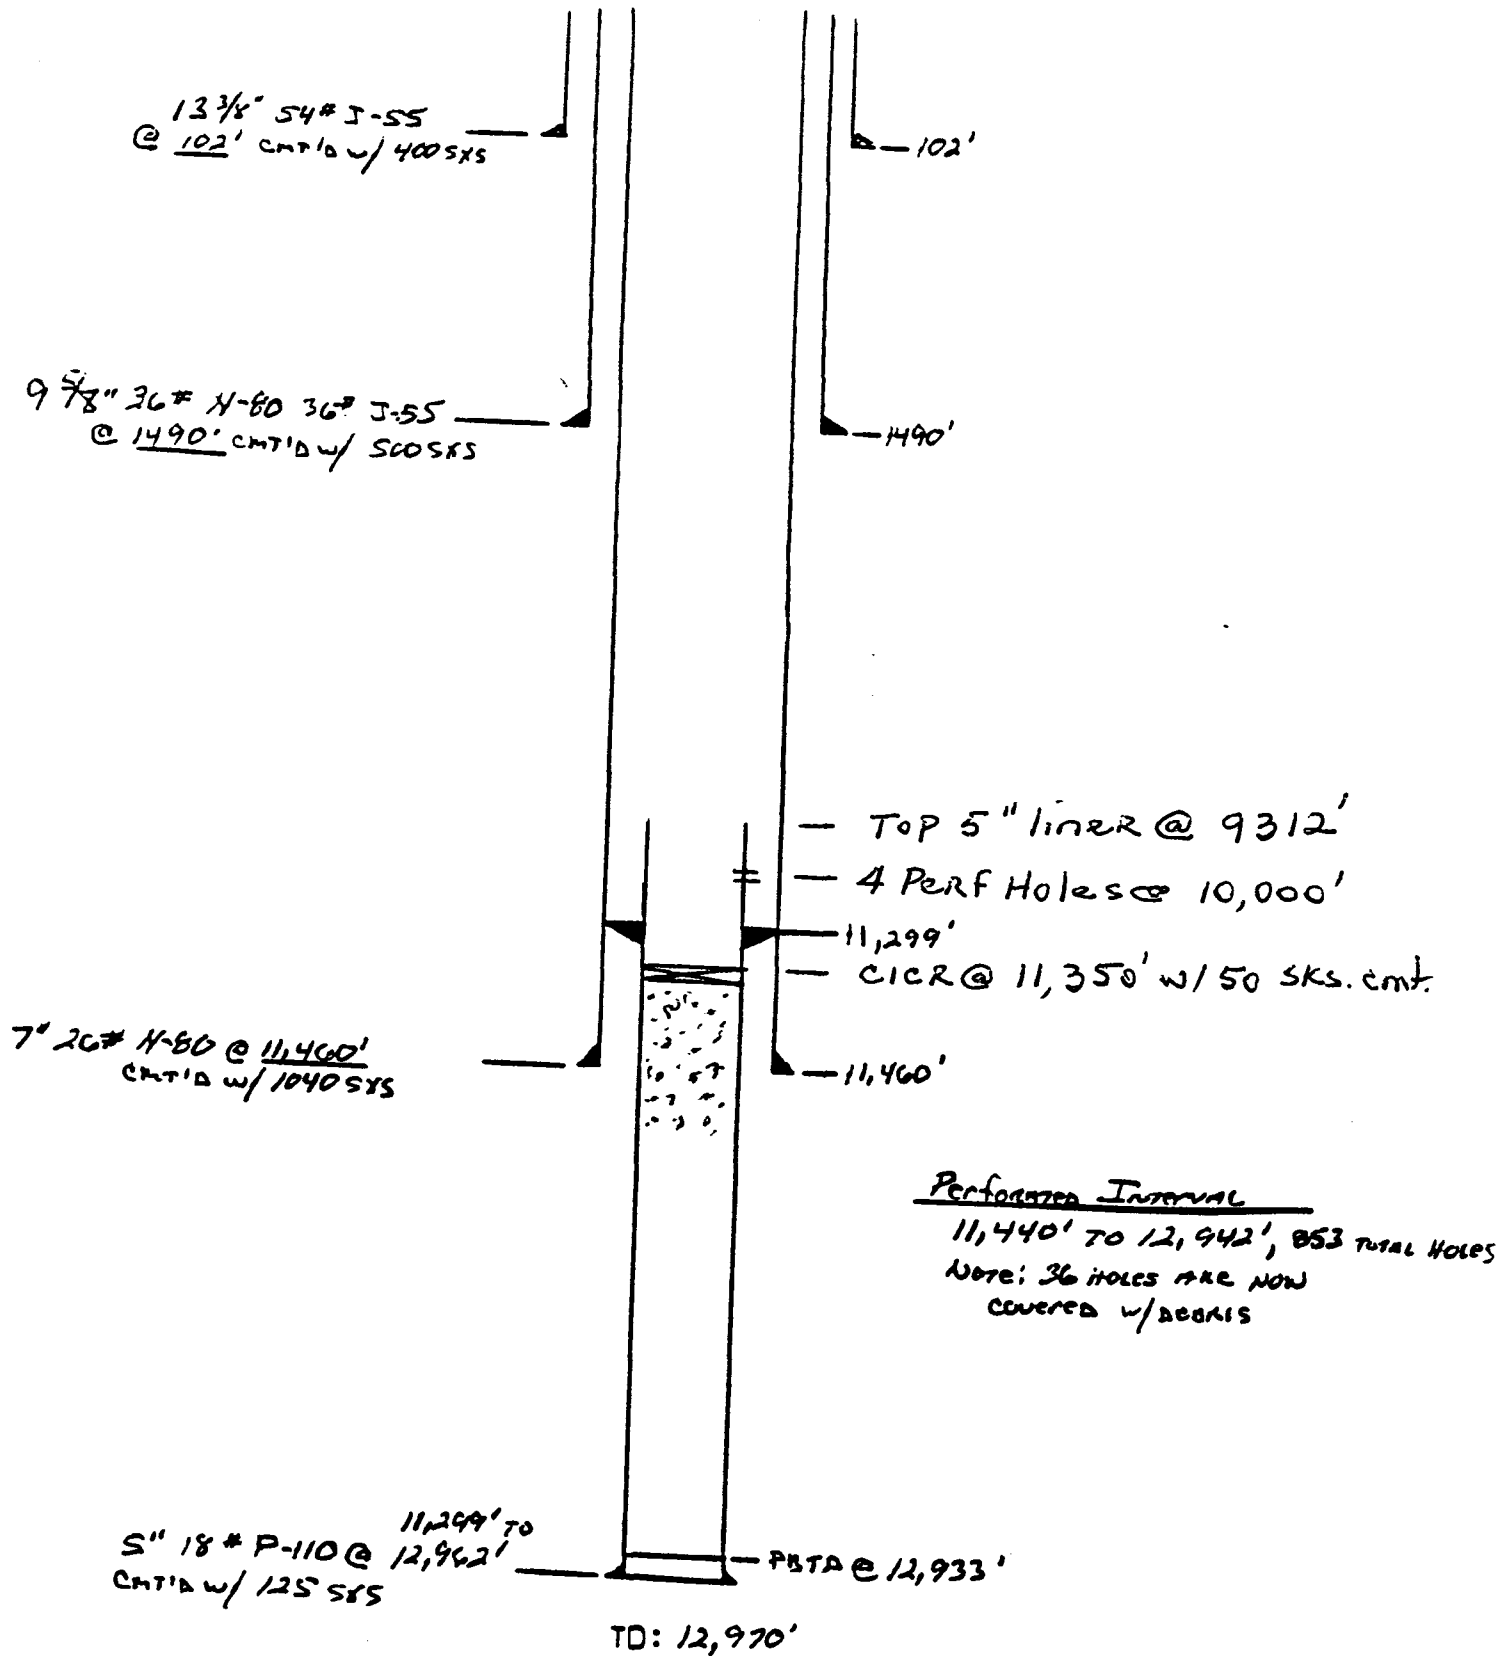 13 3/8" 54# J-55
@ 102' CMT'D w/ 400 SXS
102'
9 5/8" 36# N-80 36# J-55
@ 1490' CMT'D w/ 500 SXS
1490'
TOP 5" lineR @ 9312'
4 PeRF Holes @ 10,000'
11,299'
CICR @ 11,350' w/ 50 SKS. cmt.
7" 26# N-80 @ 11,460'
CMT'D w/ 1040 SXS
11,460'
PerforATED INTERVAL
11,440' TO 12,942', 853 TOTAL HOLES
NOTE: 36 HOLES ARE NOW
COVERED W/DEBRIS
11,299' TO
5" 18# P-110 @ 12,962'
CMT'D w/ 125 SXS
PBTD @ 12,933'
TD: 12,970'